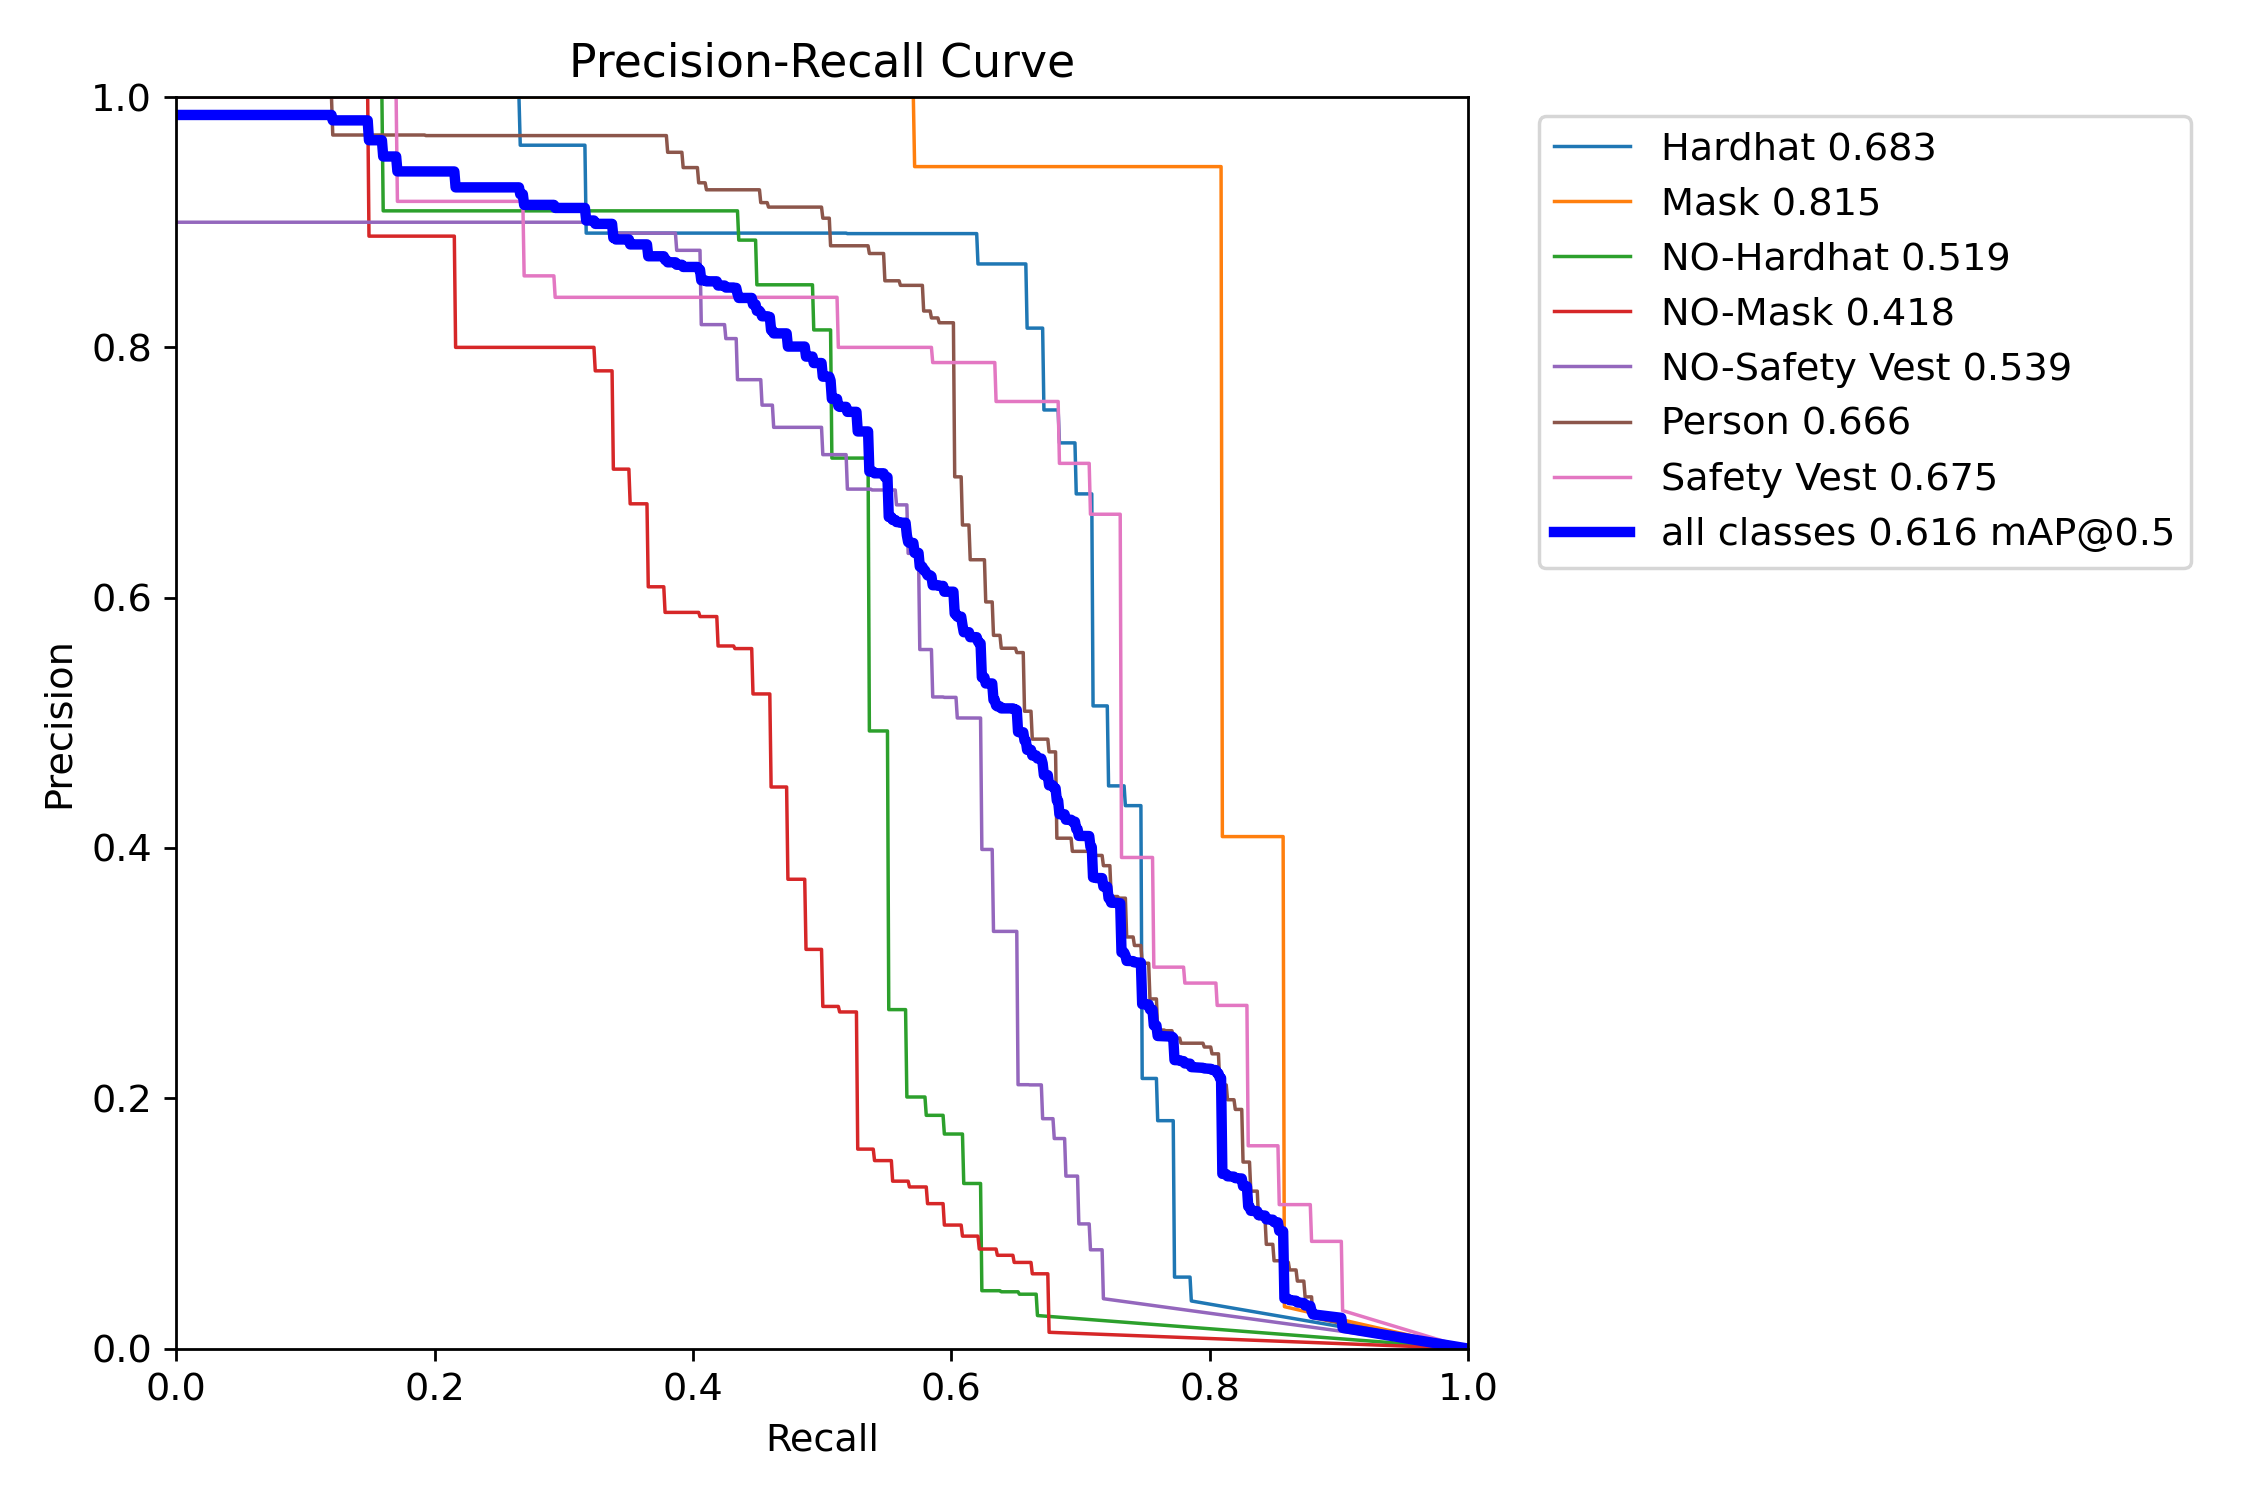 Precision-Recall Curve
1.0
0.8
0.6
0.4
0.2
0.0
Precision
0.0 0.2 0.4 0.6 0.8 1.0
Recall
Hardhat 0.683
Mask 0.815
NO-Hardhat 0.519
NO-Mask 0.418
NO-Safety Vest 0.539
Person 0.666
Safety Vest 0.675
all classes 0.616 mAP@0.5